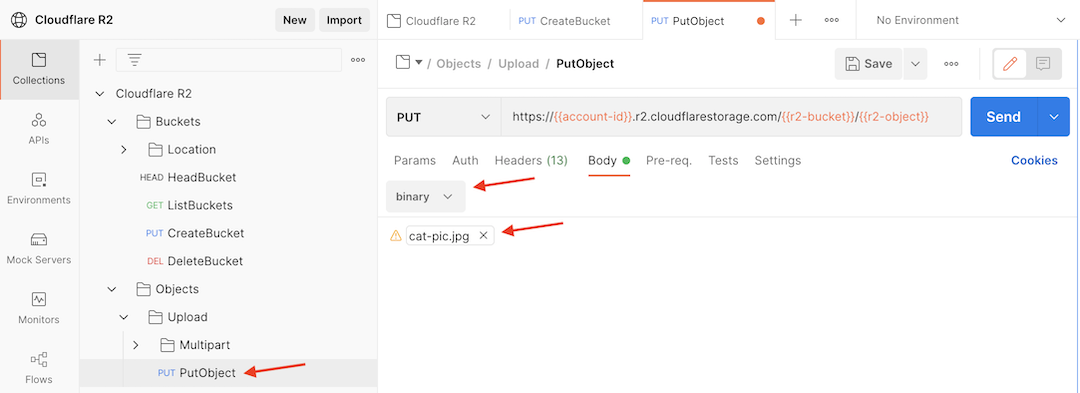 Cloudflare R2
New
Import
Collections
APIs
Environments
Mock Servers
Monitors
Flows
Cloudflare R2
Buckets
Location
HEAD HeadBucket
GET ListBuckets
PUT CreateBucket
DEL DeleteBucket
Objects
Upload
Multipart
PUT PutObject
Cloudflare R2
PUT CreateBucket
PUT PutObject
No Environment
/ Objects / Upload / PutObject
Save
PUT
https://{{account-id}}.r2.cloudflarestorage.com/{{r2-bucket}}/{{r2-object}}
Send
Params Auth Headers (13) Body Pre-req. Tests Settings
Cookies
binary
cat-pic.jpg